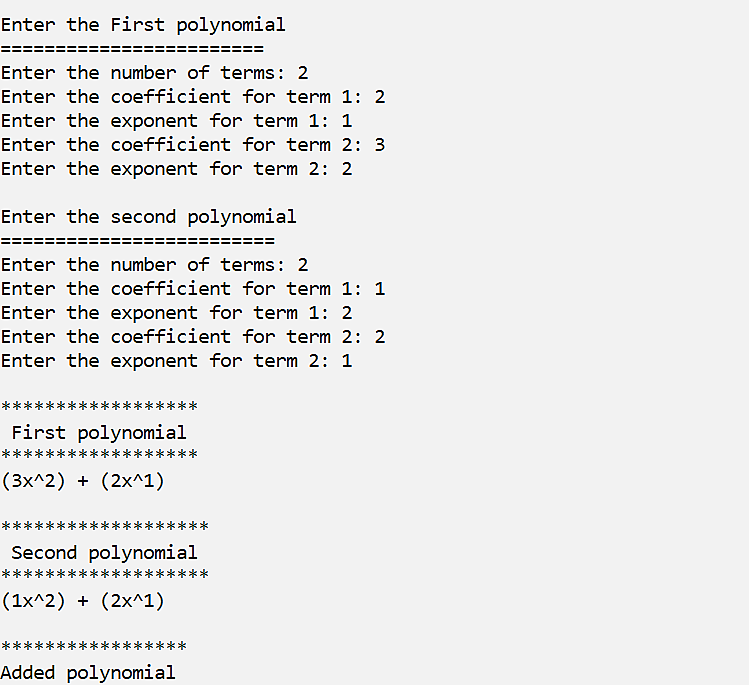 Enter the First polynomial
========================
Enter the number of terms: 2
Enter the coefficient for term 1: 2
Enter the exponent for term 1: 1
Enter the coefficient for term 2: 3
Enter the exponent for term 2: 2
Enter the second polynomial
=========================
Enter the number of terms: 2
Enter the coefficient for term 1: 1
Enter the exponent for term 1: 2
Enter the coefficient for term 2: 2
Enter the exponent for term 2: 1
******************
First polynomial
******************
(3x^2) + (2x^1)
*******************
Second polynomial
*******************
(1x^2) + (2x^1)
*****************
Added polynomial